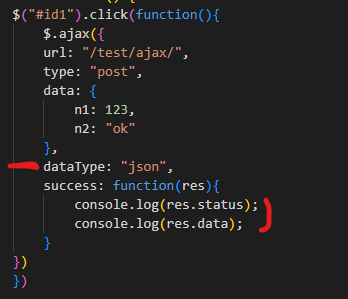 $("#id1").click(function(){
$.ajax({
url: "/test/ajax/",
type: "post",
data: {
n1: 123,
n2: "ok"
},
dataType: "json",
success: function(res){
console.log(res.status);
console.log(res.data);
}
})
})